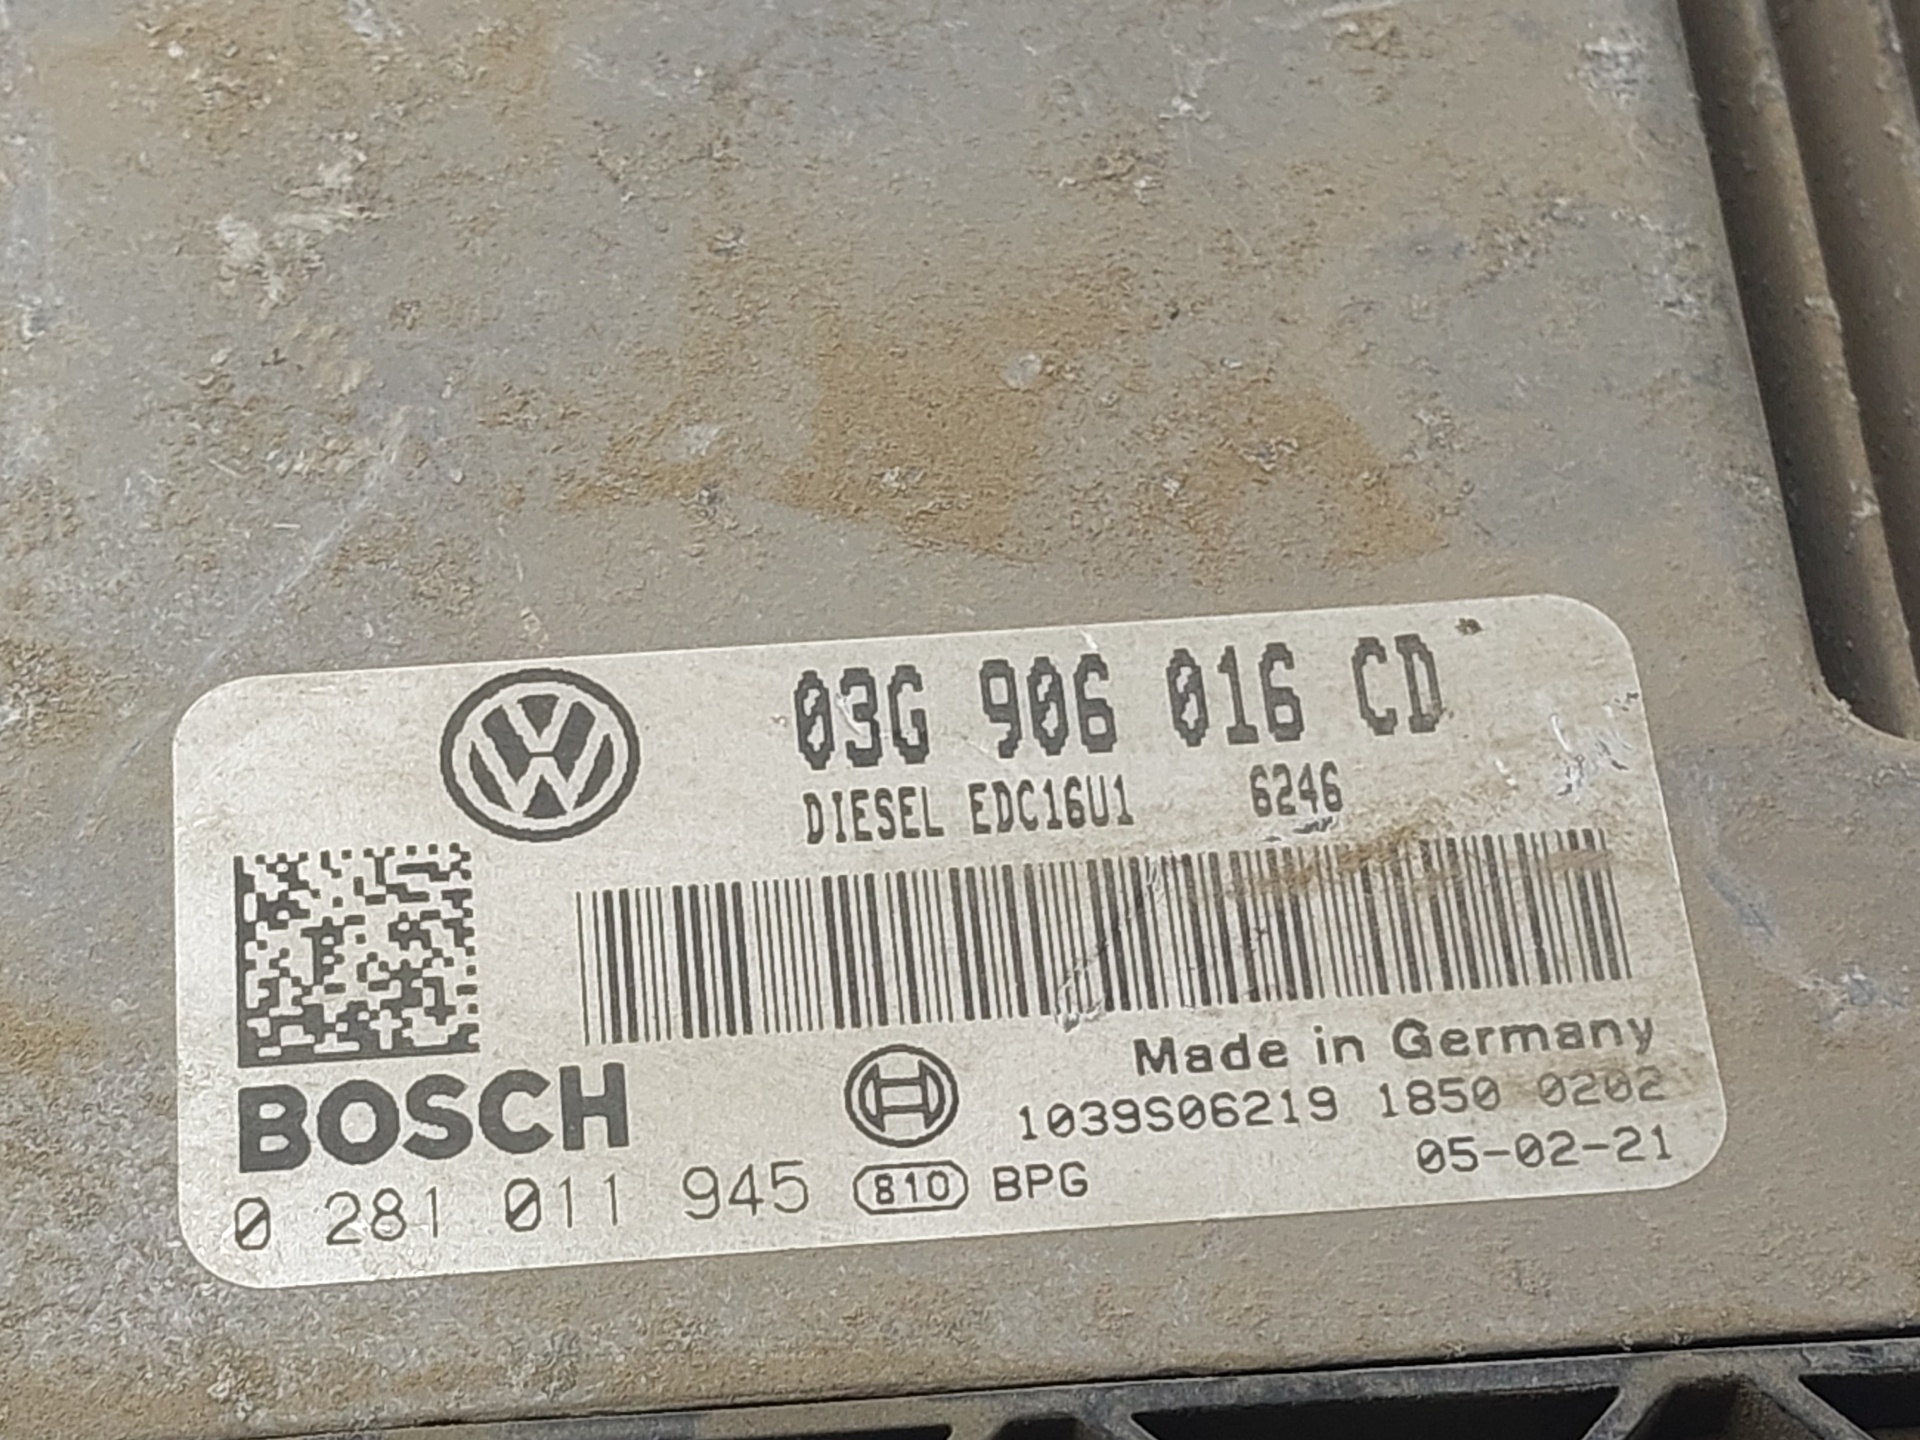 03G 906 016 CD
DIESEL EDC16U1 6246
Made in Germany
BOSCH
1039S06219 1850 0202
05-02-21
0 281 011 945 810 BPG